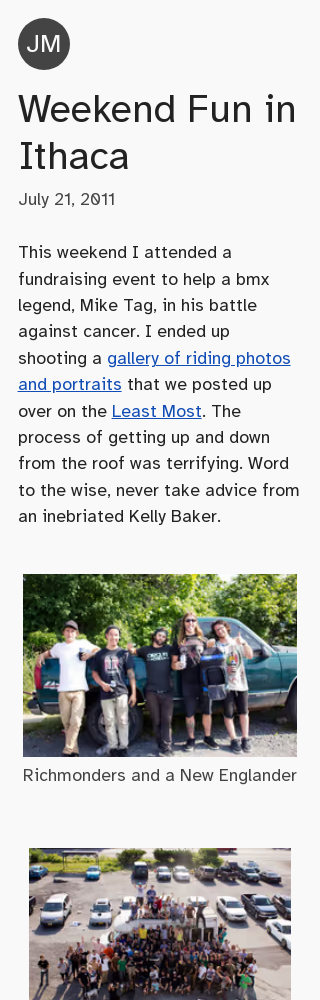 JM
Weekend Fun in
Ithaca
July 21, 2011
This weekend I attended a
fundraising event to help a bmx
legend, Mike Tag, in his battle
against cancer. I ended up
shooting a gallery of riding photos
and portraits that we posted up
over on the Least Most. The
process of getting up and down
from the roof was terrifying. Word
to the wise, never take advice from
an inebriated Kelly Baker.
Richmonders and a New Englander